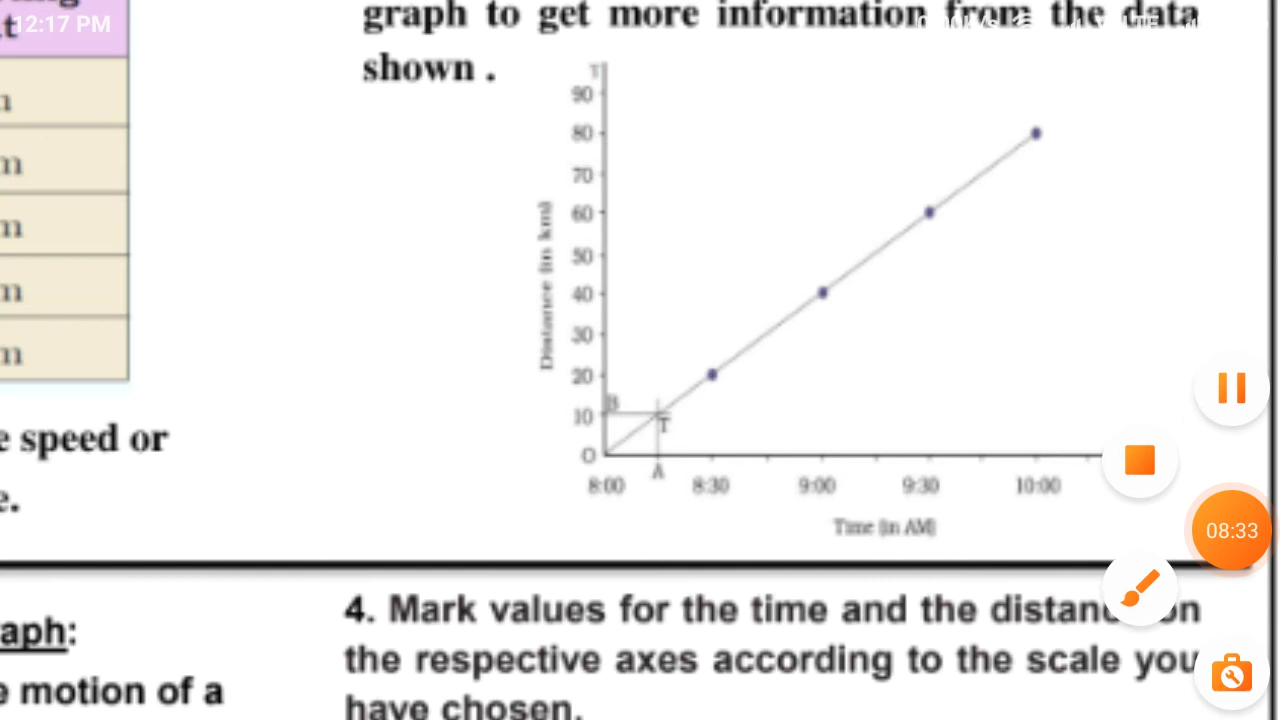 12:17 PM
t
m
m
m
m
e speed or
e.
graph to get more information from the data
shown .
90
80
70
60
50
40
30
20
10
0
B
T
A
8:00 8:30 9:00 9:30 10:00
Distance (in km)
Time (in AM)
08:33
aph:
e motion of a
4. Mark values for the time and the distance on
the respective axes according to the scale you
have chosen.